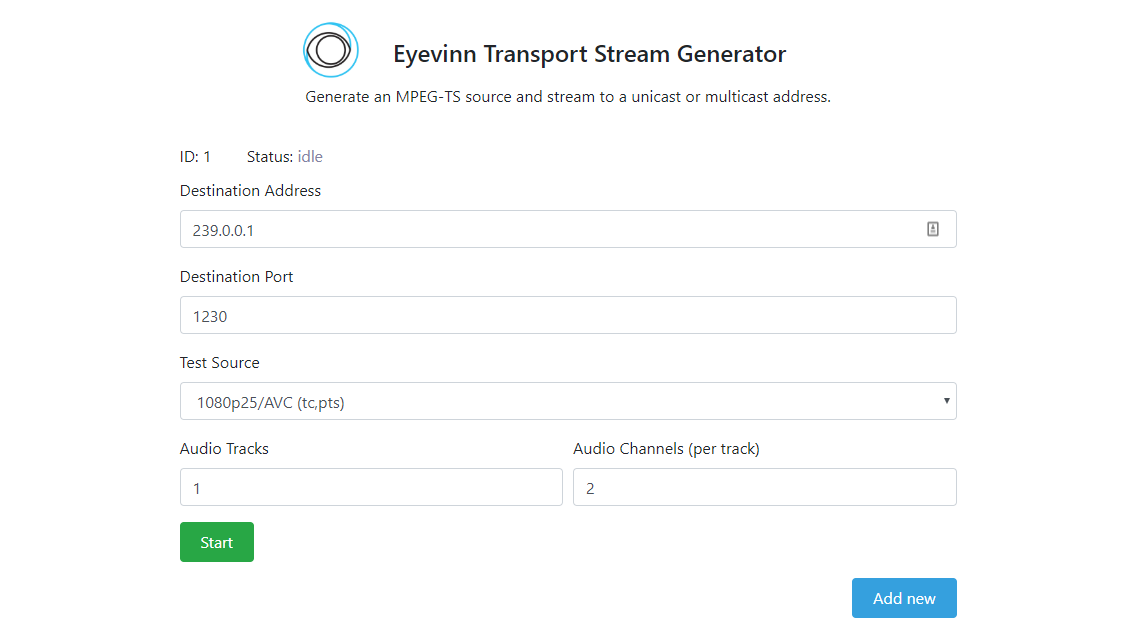 Eyevinn Transport Stream Generator
Generate an MPEG-TS source and stream to a unicast or multicast address.
ID: 1 Status: idle
Destination Address
239.0.0.1
Destination Port
1230
Test Source
1080p25/AVC (tc,pts)
Audio Tracks Audio Channels (per track)
1 2
Start
Add new